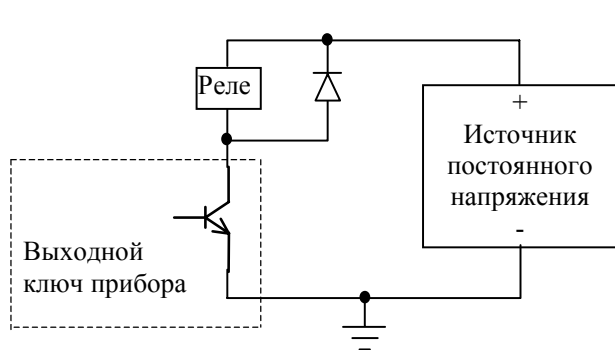 Реле
+
Источник
постоянного
напряжения
-
Выходной
ключ прибора